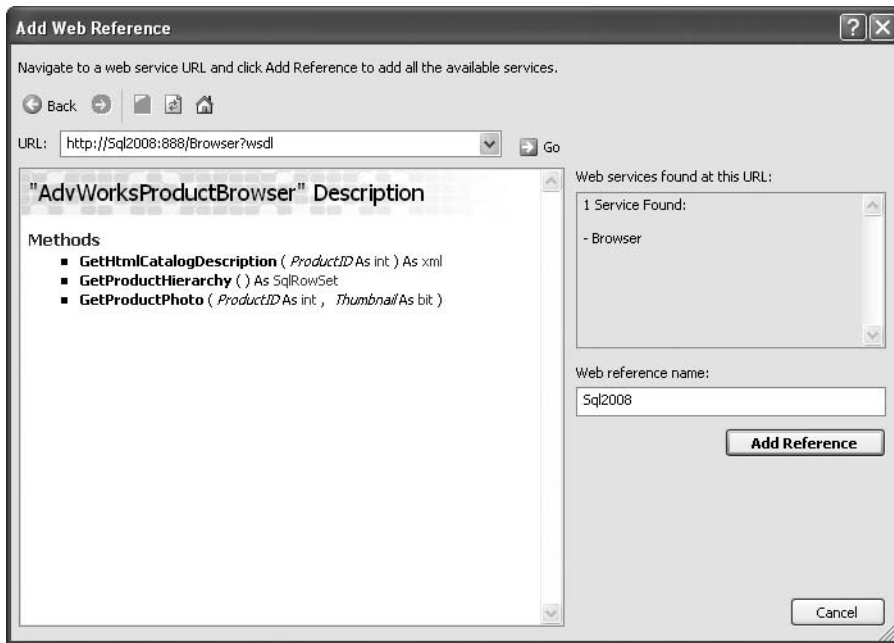 Add Web Reference
Navigate to a web service URL and click Add Reference to add all the available services.
Back
URL: http://Sql2008:888/Browser?wsdl Go
"AdvWorksProductBrowser" Description
Methods
GetHtmlCatalogDescription ( ProductID As int ) As xml
GetProductHierarchy ( ) As SqlRowSet
GetProductPhoto ( ProductID As int , Thumbnail As bit )
Web services found at this URL:
1 Service Found:
- Browser
Web reference name:
Sql2008
Add Reference
Cancel